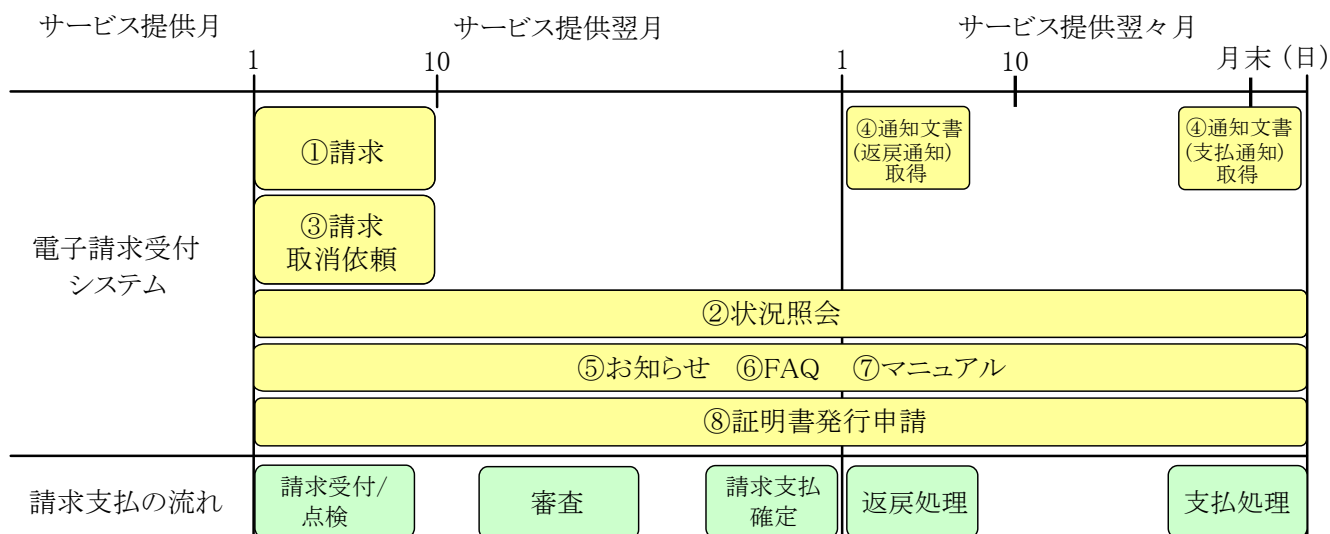 サービス提供月
サービス提供翌月
サービス提供翌々月
1
10
1
10
月末（日）
電子請求受付
システム
①請求
③請求
取消依頼
④通知文書
(返戻通知)
取得
④通知文書
(支払通知)
取得
②状況照会
⑤お知らせ ⑥FAQ ⑦マニュアル
⑧証明書発行申請
請求支払の流れ
請求受付/
点検
審査
請求支払
確定
返戻処理
支払処理